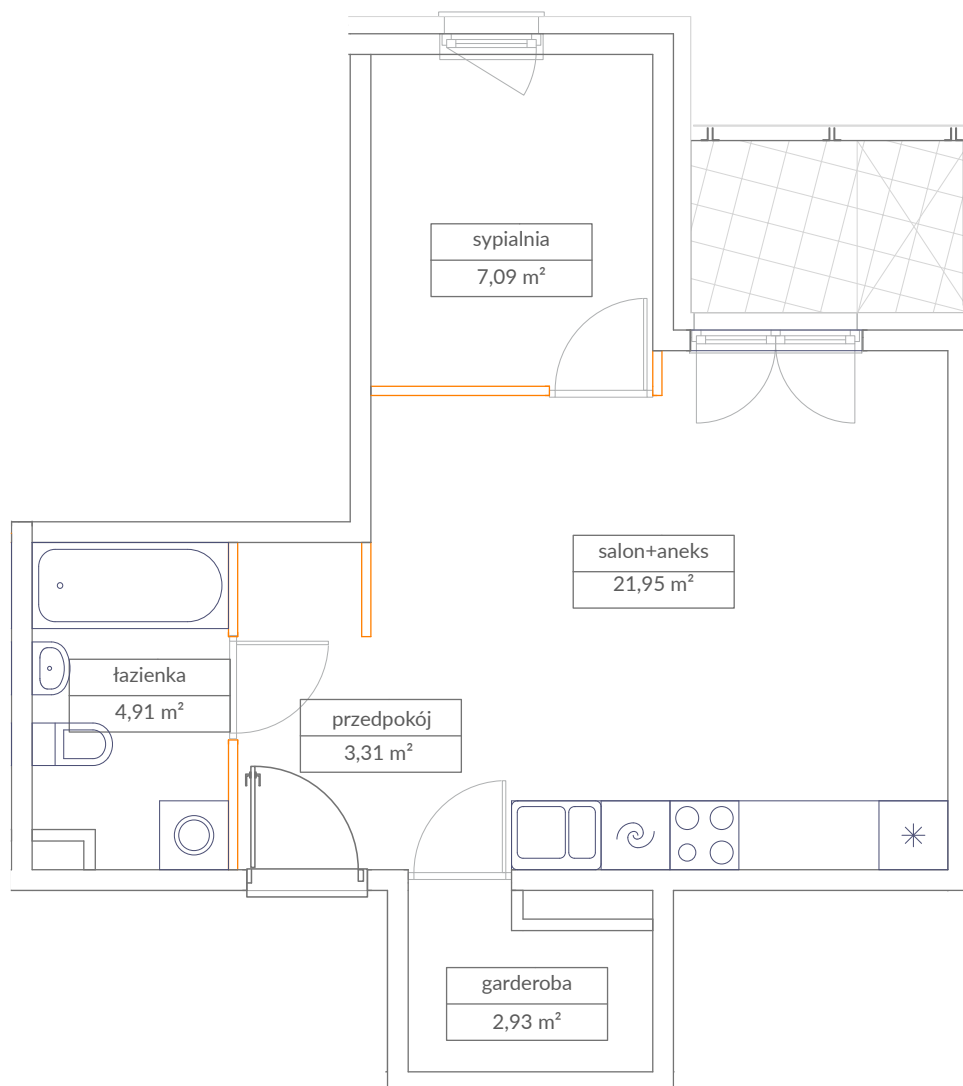 sypialnia
7,09 m²
salon+aneks
21,95 m²
łazienka
4,91 m²
przedpokój
3,31 m²
garderoba
2,93 m²